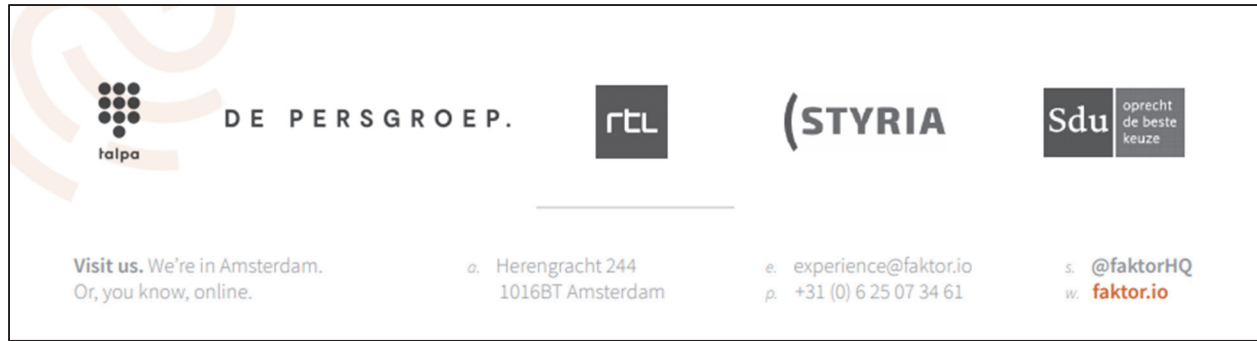 talpa
DE PERSGROEP.
rtL
(STYRIA
Sdu
oprecht
de beste
keuze
Visit us. We're in Amsterdam.
Or, you know, online.
o. Herengracht 244
1016BT Amsterdam
e. experience@faktor.io
p. +31 (0) 6 25 07 34 61
s. @faktorHQ
w. faktor.io